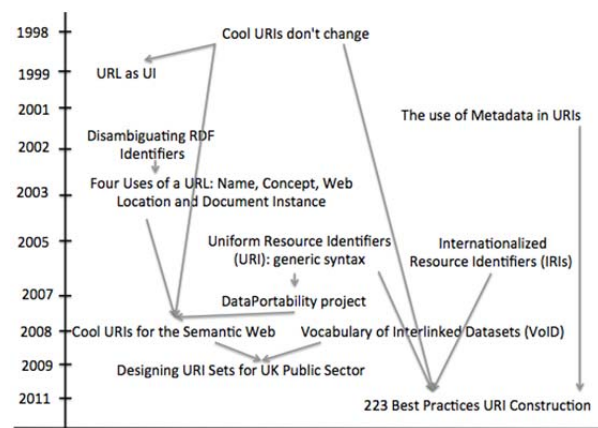 1998
Cool URIs don't change
1999
URL as UI
2001
The use of Metadata in URIs
2002
Disambiguating RDF
Identifiers
2003
Four Uses of a URL: Name, Concept, Web
Location and Document Instance
2005
Uniform Resource Identifiers
(URI): generic syntax
Internationalized
Resource Identifiers (IRIs)
2007
DataPortability project
2008
Cool URIs for the Semantic Web
Vocabulary of Interlinked Datasets (VoID)
2009
Designing URI Sets for UK Public Sector
2011
223 Best Practices URI Construction